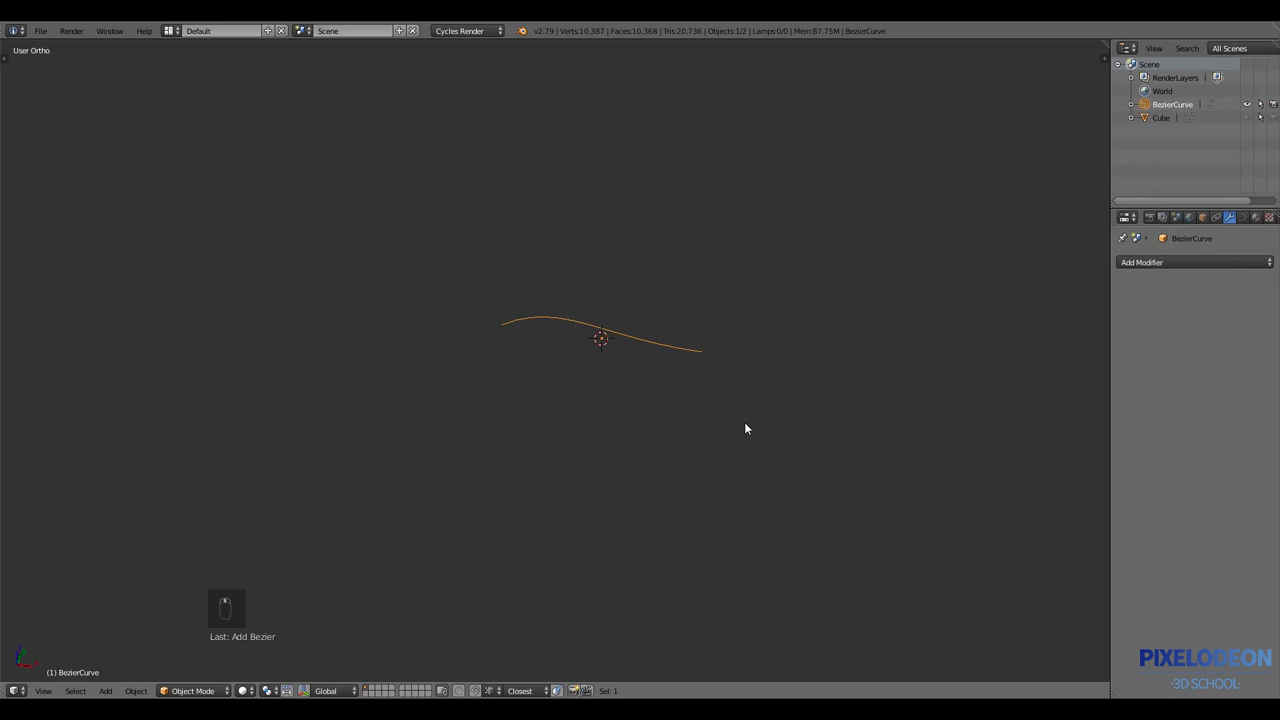 File Render Window Help Default Scene Cycles Render v2.79 | Verts:10,387 | Faces:10,368 | Tris:20,736 | Objects:1/2 | Lamps:0/0 | Mem:87.75M | BezierCurve
User Ortho
View Search All Scenes
Scene
RenderLayers
World
BezierCurve
Cube
BezierCurve
Add Modifier
Last: Add Bezier
(1) BezierCurve
PIXELODEON
·3D SCHOOL·
View Select Add Object Object Mode Global Closest Sel: 1